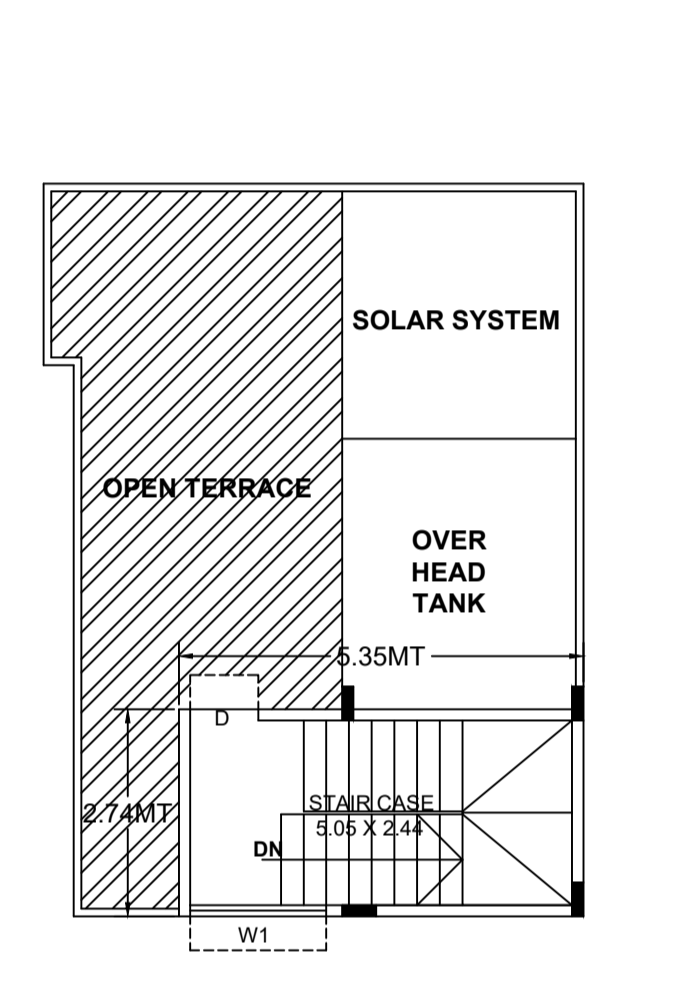 SOLAR SYSTEM
OPEN TERRACE
OVER
HEAD
TANK
5.35MT
D
2.74MT
STAIR CASE
5.05 X 2.44
DN
W1